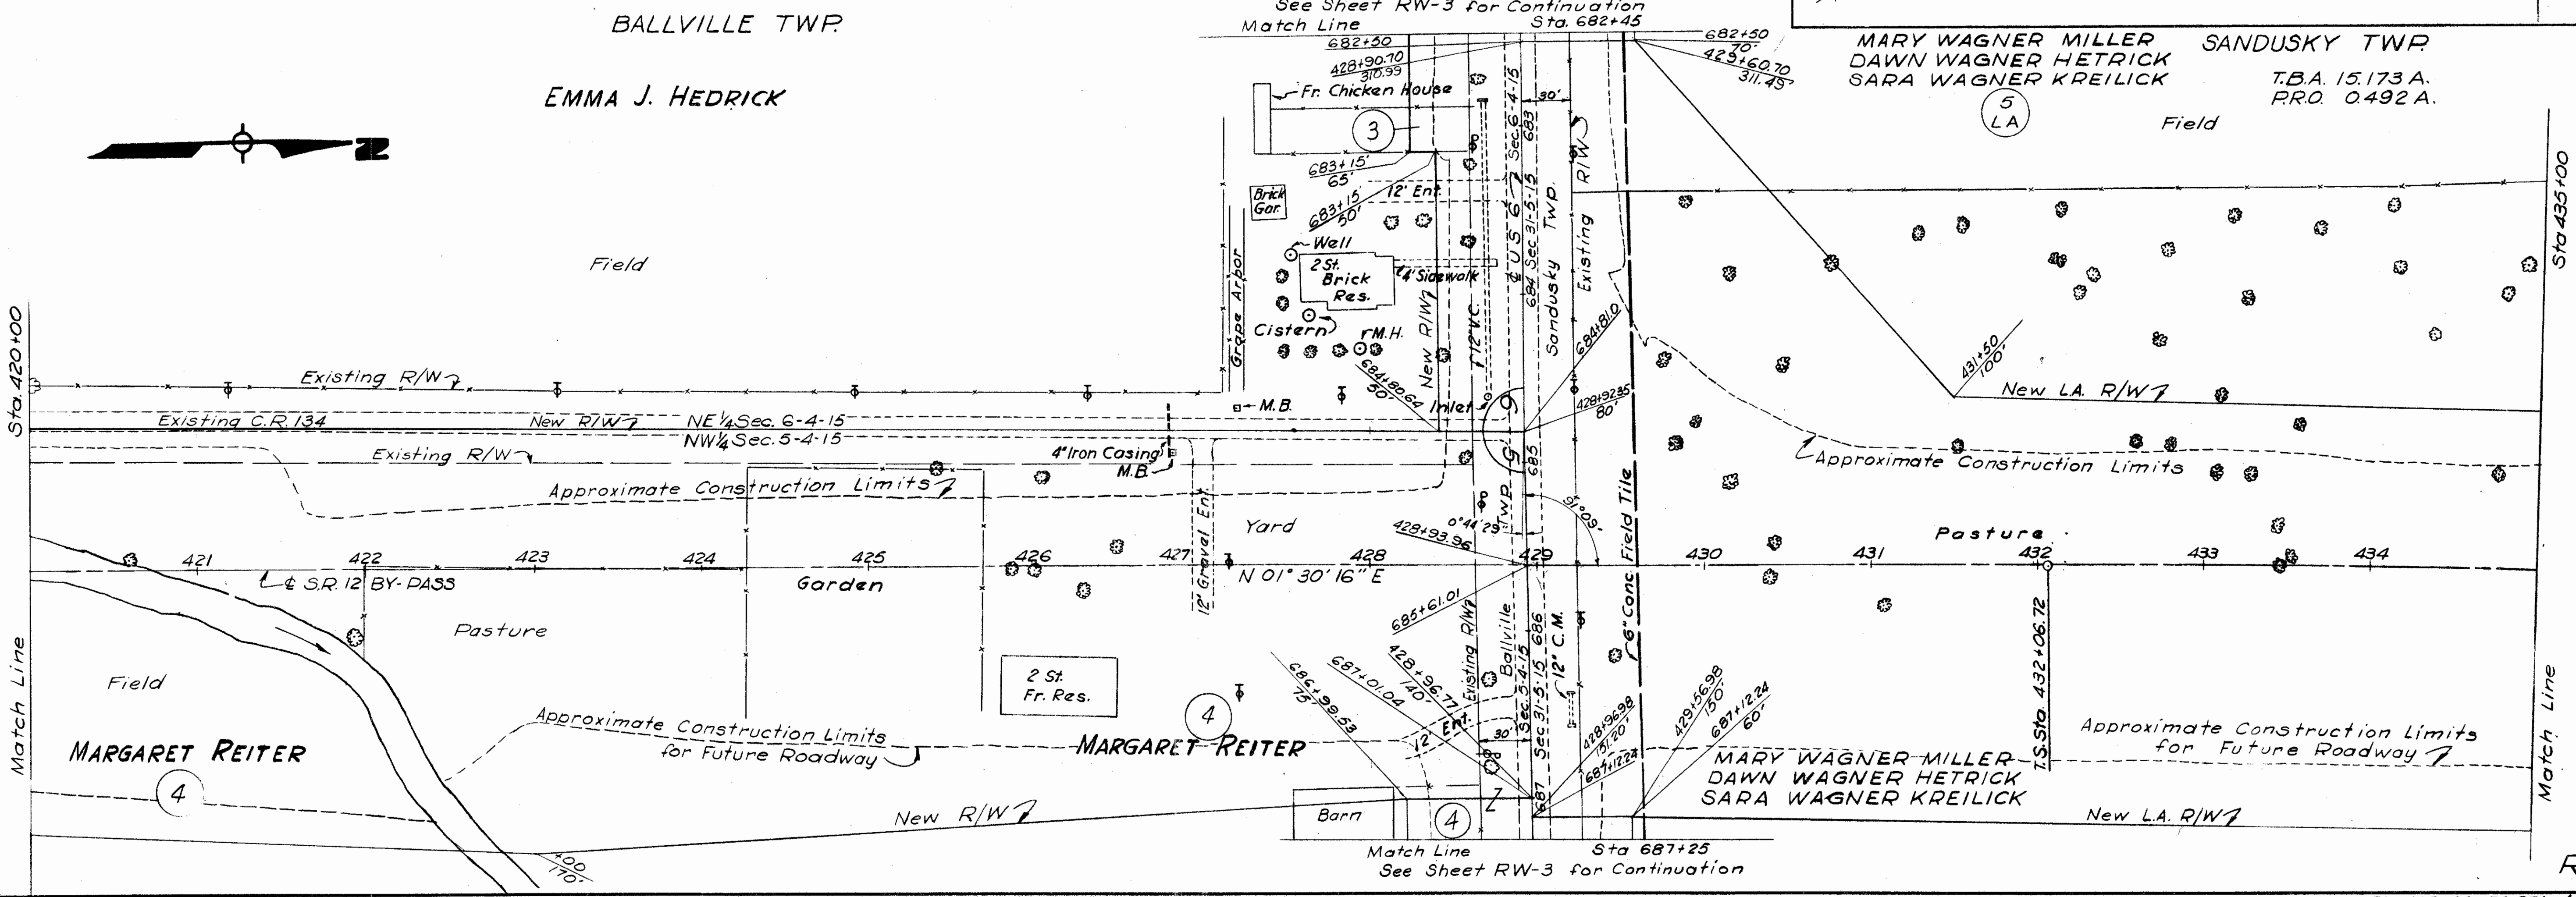 BALLVILLE TWP.
EMMA J. HEDRICK
N
See Sheet RW-3 for Continuation
Match Line
Sta. 682+45
682+50
428+90.70
310.99
682+50
70'
429+60.70
311.49
MARY WAGNER MILLER
DAWN WAGNER HETRICK
SARA WAGNER KREILICK
SANDUSKY TWP.
T.B.A. 15.173 A.
P.R.O. 0.492 A.
5
LA
Field
Fr. Chicken House
3
30'
683+15'
65'
683+15
50'
12' Ent.
Brick
Gar.
Well
2 St.
Brick
Res.
4' Sidewalk
Cistern
M.H.
Grape Arbor
New R/W
12" V.C.
℄ U S 6
Sec. 6-4-15
683
684 Sec 31-5-15
Sandusky Twp.
Existing R/W
684+81.0
684+80.64
50'
Inlet
6
5
428+92.35
80'
Field
Sta. 420+00
Existing R/W
Existing C.R. 134
New R/W
NE 1/4 Sec. 6-4-15
NW 1/4 Sec. 5-4-15
Existing R/W
M.B.
4" Iron Casing
M.B.
Approximate Construction Limits
431+50
100'
New L.A. R/W
Approximate Construction Limits
Sta 435+00
12' Gravel Ent.
Yard
Twp.
685
0°44'29"
91°09'
428+93.96
6" Conc. Field Tile
Pasture
421
422
423
424
425
426
427
428
429
430
431
432
433
434
℄ S.R. 12 BY-PASS
Garden
N 01° 30' 16" E
685+61.01
Pasture
Field
Match Line
2 St.
Fr. Res.
4
Approximate Construction Limits
for Future Roadway
MARGARET REITER
4
MARGARET REITER
686+99.53
75'
687+01.04
428+96.77
140'
Existing R/W
Ballville
Sec. 5-4-15
Sec 31-5-15
686
687
12" C.M.
12' Ent.
30'
428+96.98
151.20'
687+12.24
429+56.98
150'
687+12.24
60'
T.S. Sta. 432+06.72
Approximate Construction Limits
for Future Roadway
MARY WAGNER MILLER
DAWN WAGNER HETRICK
SARA WAGNER KREILICK
Match Line
New R/W
Barn
4
New L.A. R/W
+00
170'
Match Line
Sta 687+25
See Sheet RW-3 for Continuation
R